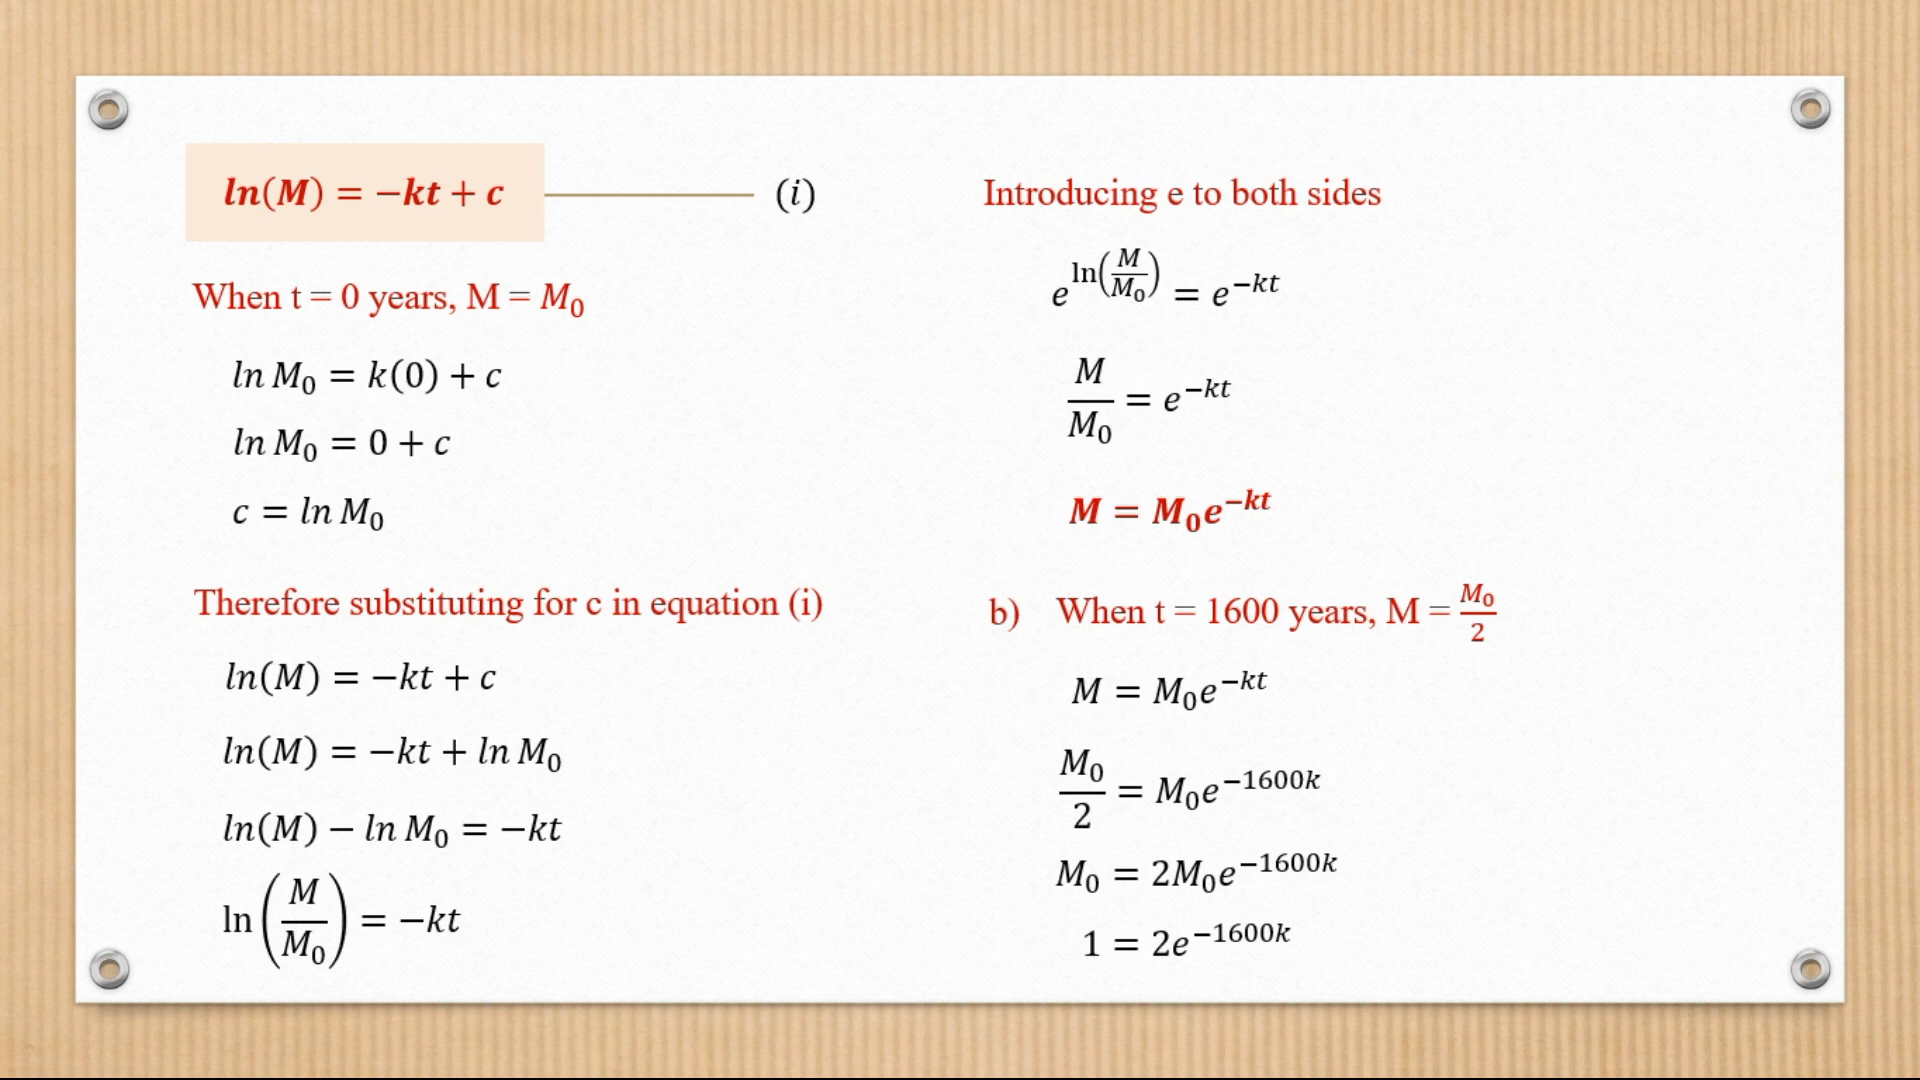 ln(M) = −kt + c (i)
When t = 0 years, M = M₀
ln M₀ = k(0) + c
ln M₀ = 0 + c
c = ln M₀
Therefore substituting for c in equation (i)
ln(M) = −kt + c
ln(M) = −kt + ln M₀
ln(M) − ln M₀ = −kt
ln(M/M₀) = −kt
Introducing e to both sides
e^ln(M/M₀) = e^−kt
M/M₀ = e^−kt
M = M₀e^−kt
b) When t = 1600 years, M = M₀/2
M = M₀e^−kt
M₀/2 = M₀e^−1600k
M₀ = 2M₀e^−1600k
1 = 2e^−1600k